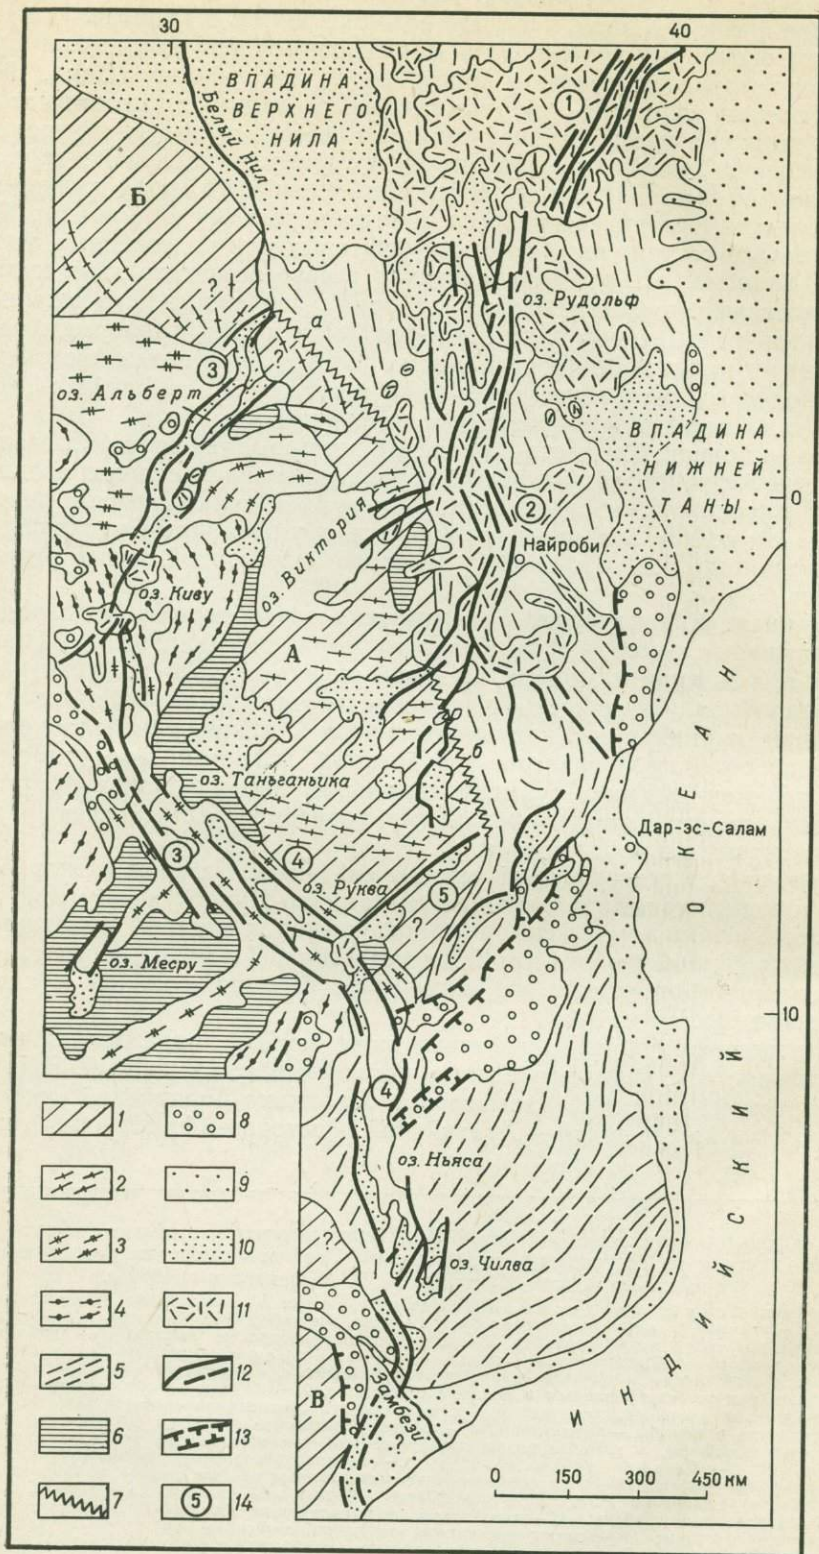 30
40
ВПАДИНА
ВЕРХНЕГО
НИЛА
Белый Нил
1
Б
?
а
оз. Рудольф
3
?
оз. Альберт
ВПАДИНА
НИЖНЕЙ
ТАНЫ
0
2
Найроби
оз. Виктория
оз. Киву
А
б
оз. Таньганьика
Дар-эс-Салам
3
4
оз. Руква
5
?
?
оз. Месру
10
4
оз. Ньяса
?
оз. Чилва
В
Замбези
?
ИНДИЙСКИЙ
ОКЕАН
1
8
2
9
3
10
4
11
5
12
6
13
7
5
14
0 150 300 450 км